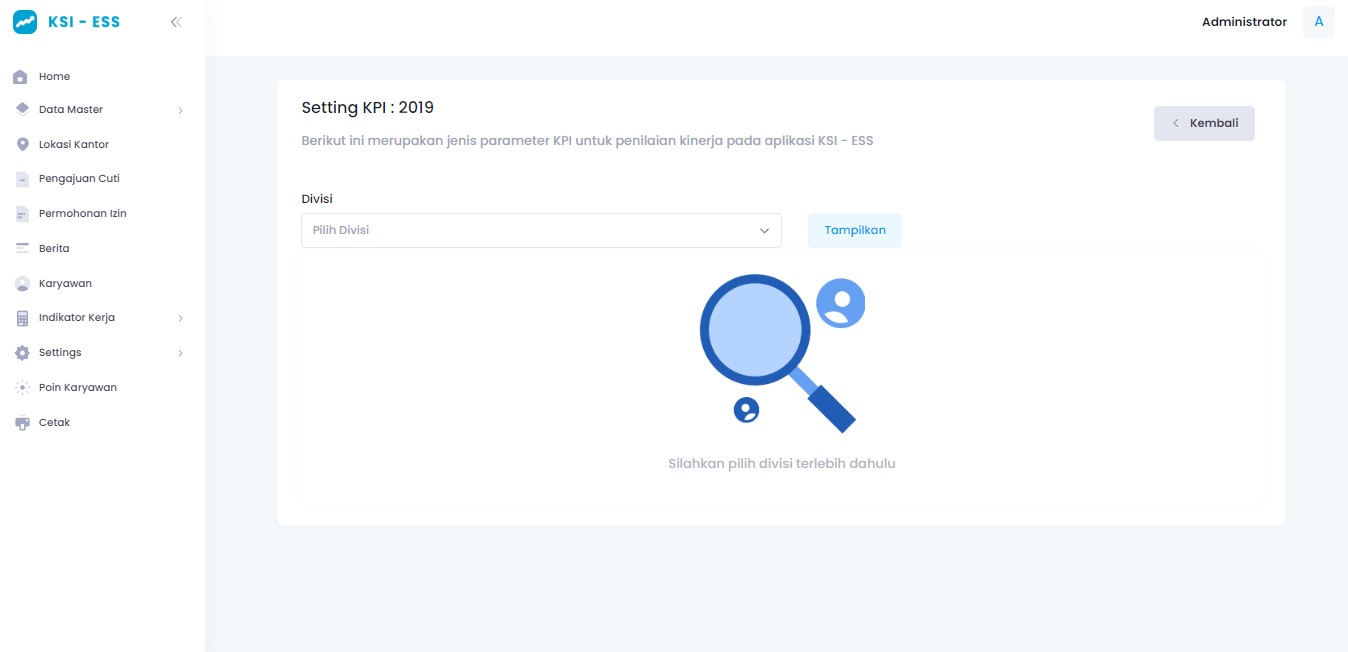 KSI - ESS
Administrator
A
Home
Data Master
Lokasi Kantor
Pengajuan Cuti
Permohonan Izin
Berita
Karyawan
Indikator Kerja
Settings
Poin Karyawan
Cetak
Setting KPI : 2019
Berikut ini merupakan jenis parameter KPI untuk penilaian kinerja pada aplikasi KSI - ESS
Kembali
Divisi
Pilih Divisi
Tampilkan
Silahkan pilih divisi terlebih dahulu